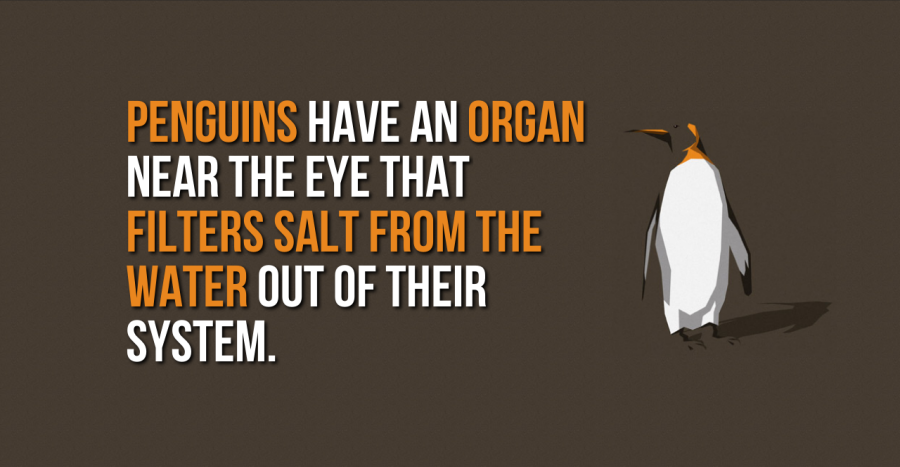 PENGUINS HAVE AN ORGAN
NEAR THE EYE THAT
FILTERS SALT FROM THE
WATER OUT OF THEIR
SYSTEM.